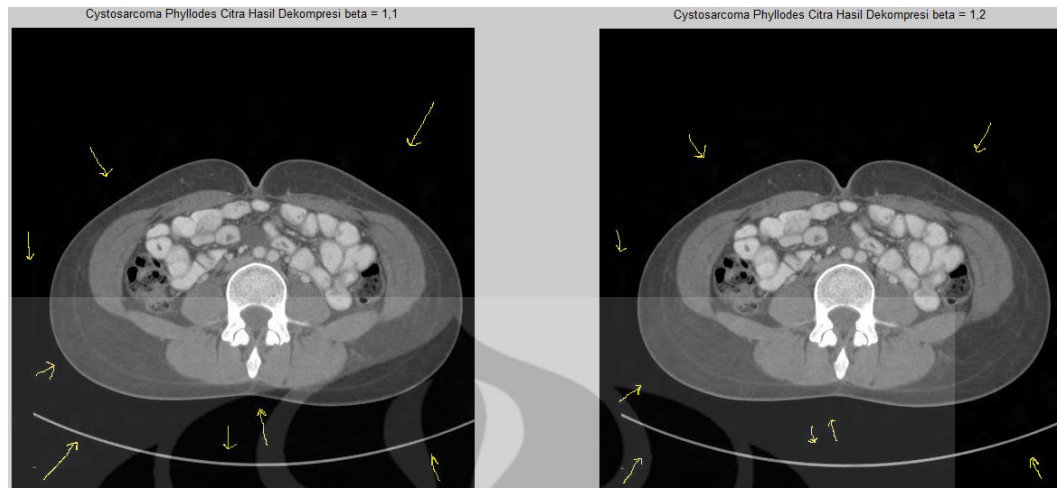 Cystosarcoma Phyllodes Citra Hasil Dekompresi beta = 1,1
Cystosarcoma Phyllodes Citra Hasil Dekompresi beta = 1,2